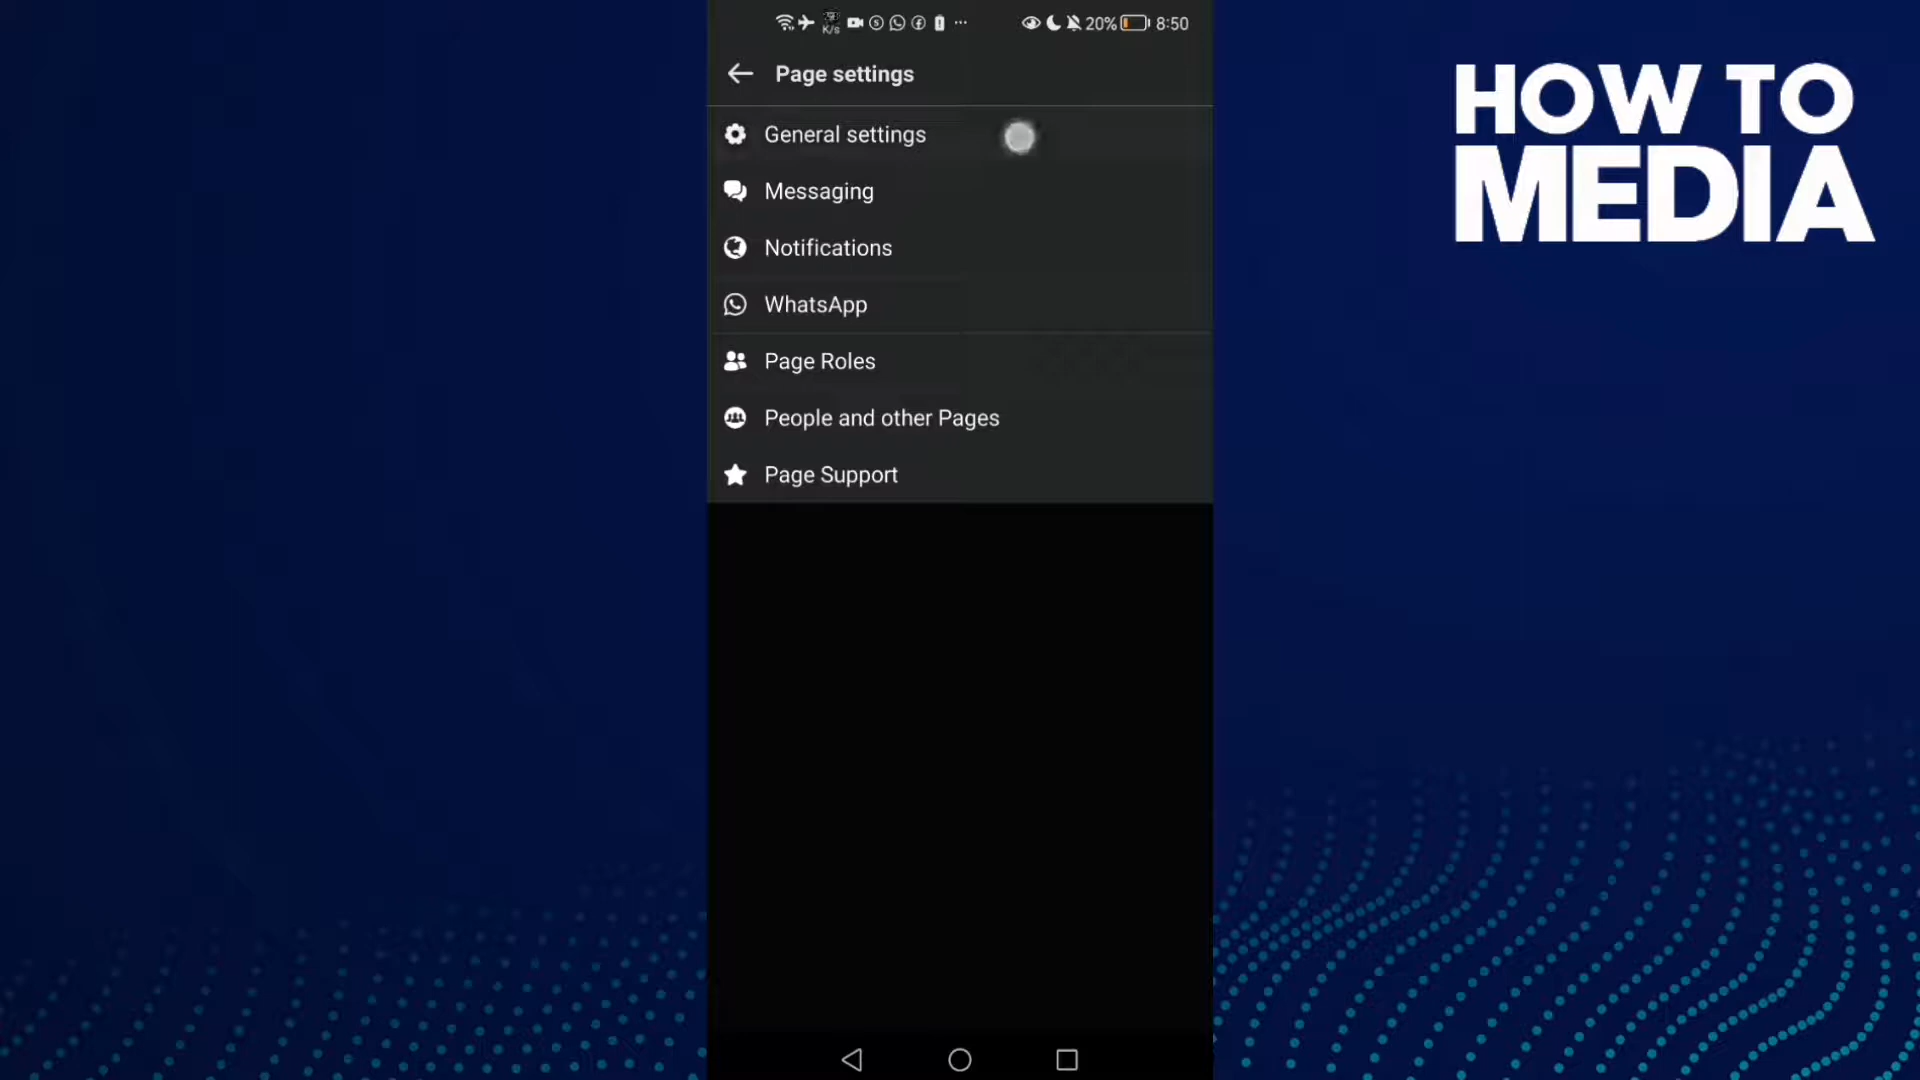 K/s 20% 8:50
Page settings
General settings
Messaging
Notifications
WhatsApp
Page Roles
People and other Pages
Page Support
HOW TO
MEDIA